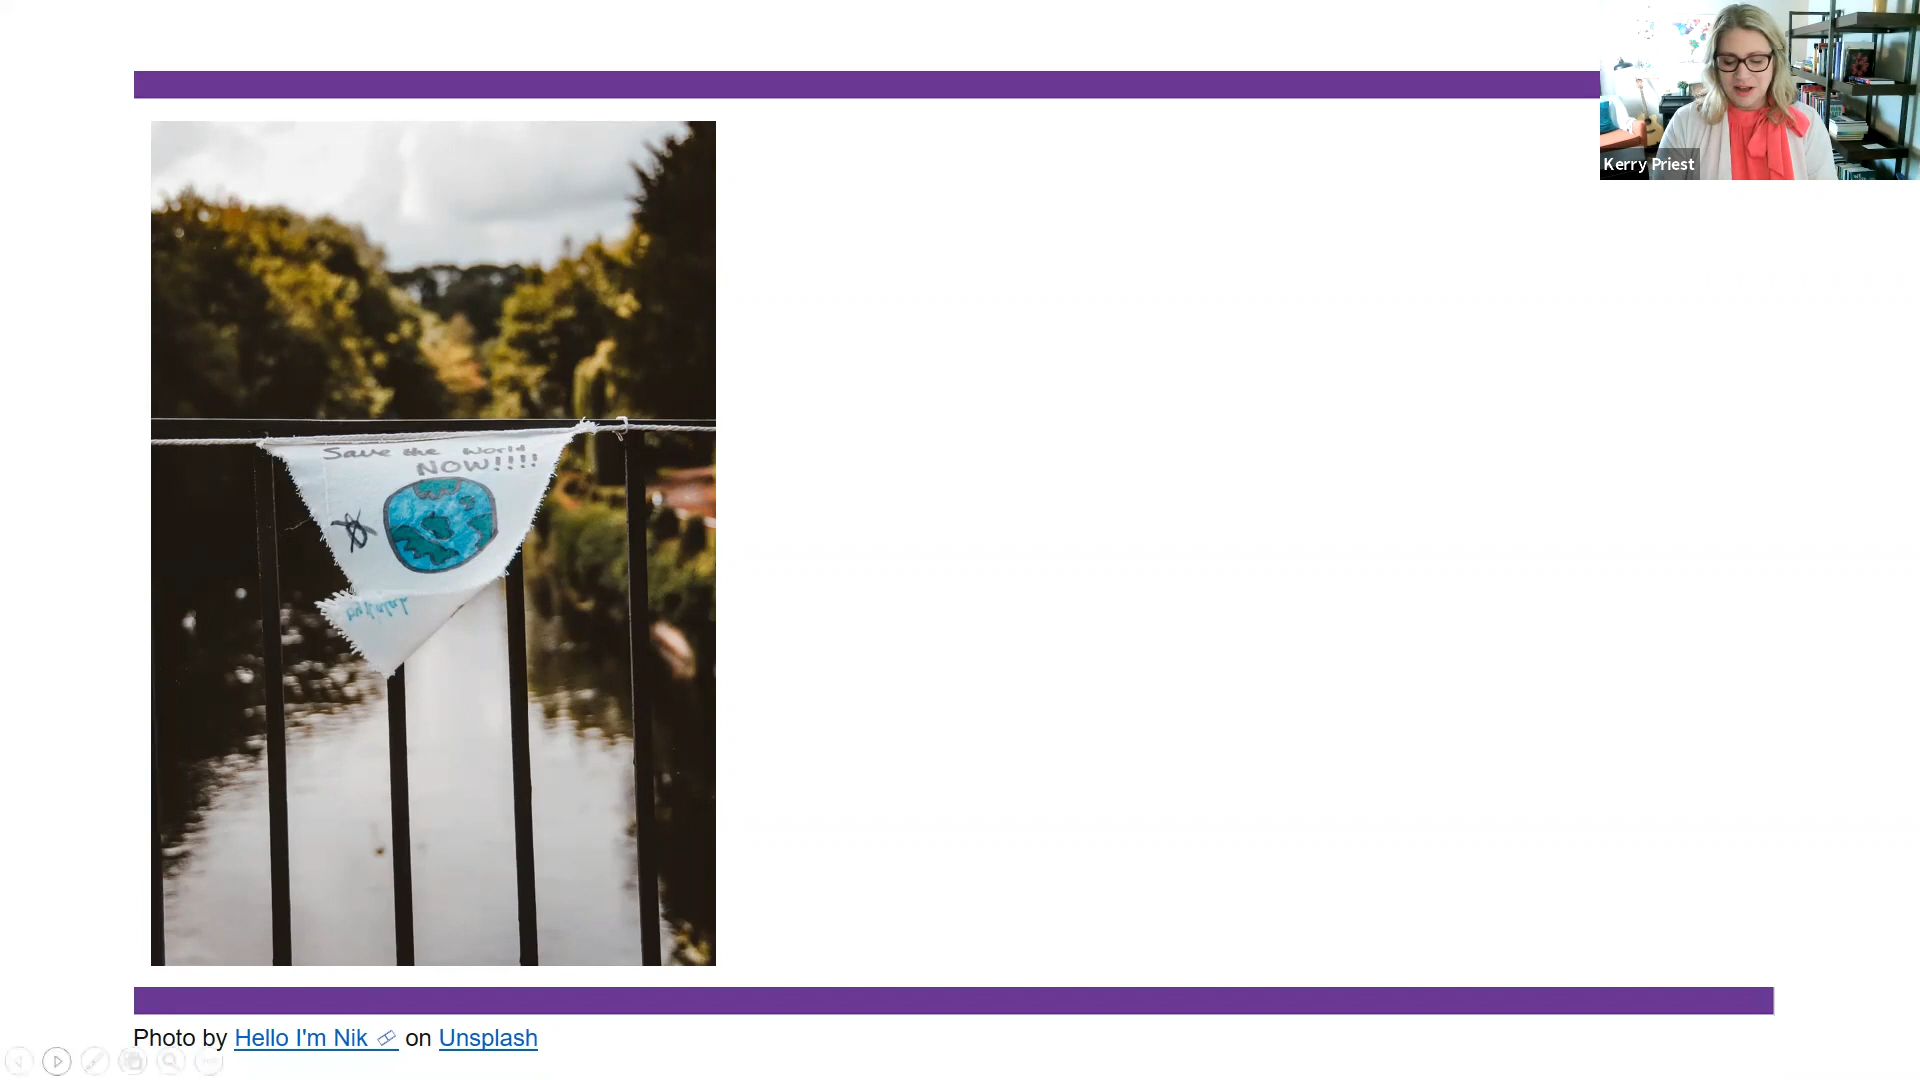 Kerry Priest
Save the World
NOW!!!!
Photo by Hello I'm Nik on Unsplash